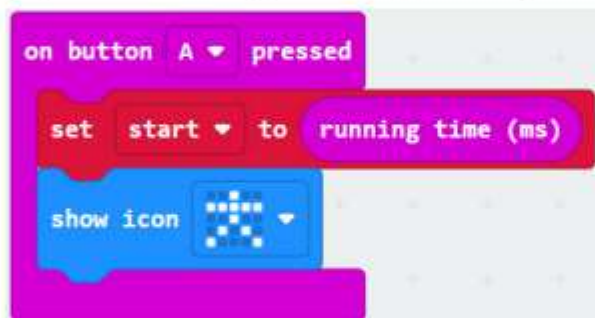 on button A pressed
set start to running time (ms)
show icon